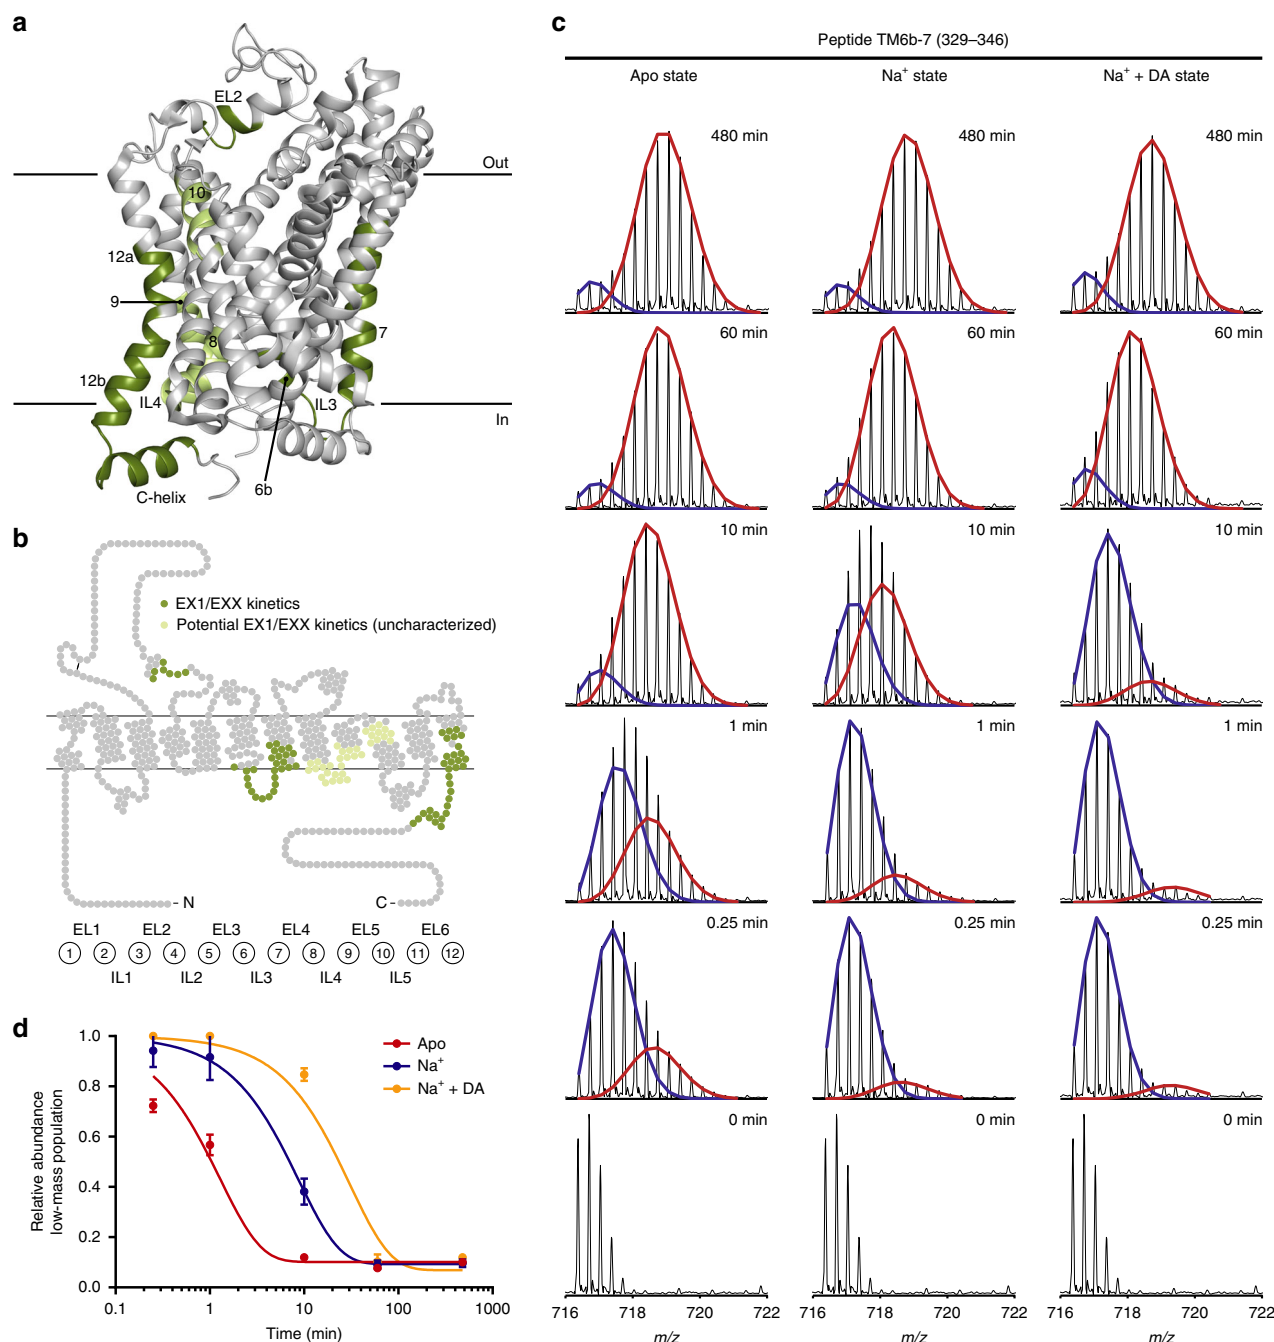 a
EL2
Out
10
12a
9
8
7
12b
IL4
IL3
In
C-helix
6b
b
EX1/EXX kinetics
Potential EX1/EXX kinetics (uncharacterized)
- N
C -
EL1 EL2 EL3 EL4 EL5 EL6
1 2 3 4 5 6 7 8 9 10 11 12
IL1 IL2 IL3 IL4 IL5
c
Peptide TM6b-7 (329–346)
Apo state Na+ state Na+ + DA state
480 min 480 min 480 min
60 min 60 min 60 min
10 min 10 min 10 min
1 min 1 min 1 min
0.25 min 0.25 min 0.25 min
0 min 0 min 0 min
716 718 720 722 716 718 720 722 716 718 720 722
m/z m/z m/z
d
Relative abundance
low-mass population
1.0
0.8
0.6
0.4
0.2
0.0
Apo
Na+
Na+ + DA
0.1 1 10 100 1000
Time (min)